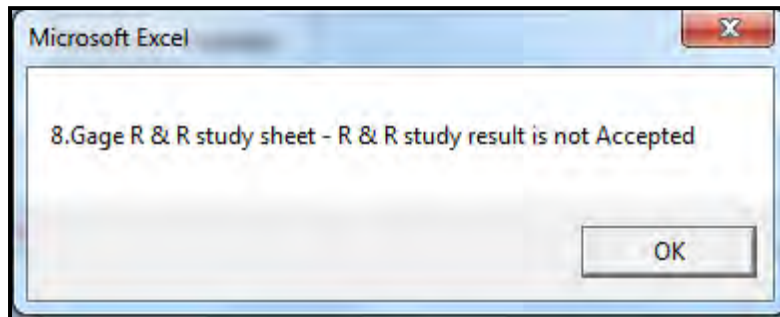 Microsoft Excel
8.Gage R & R study sheet - R & R study result is not Accepted
OK